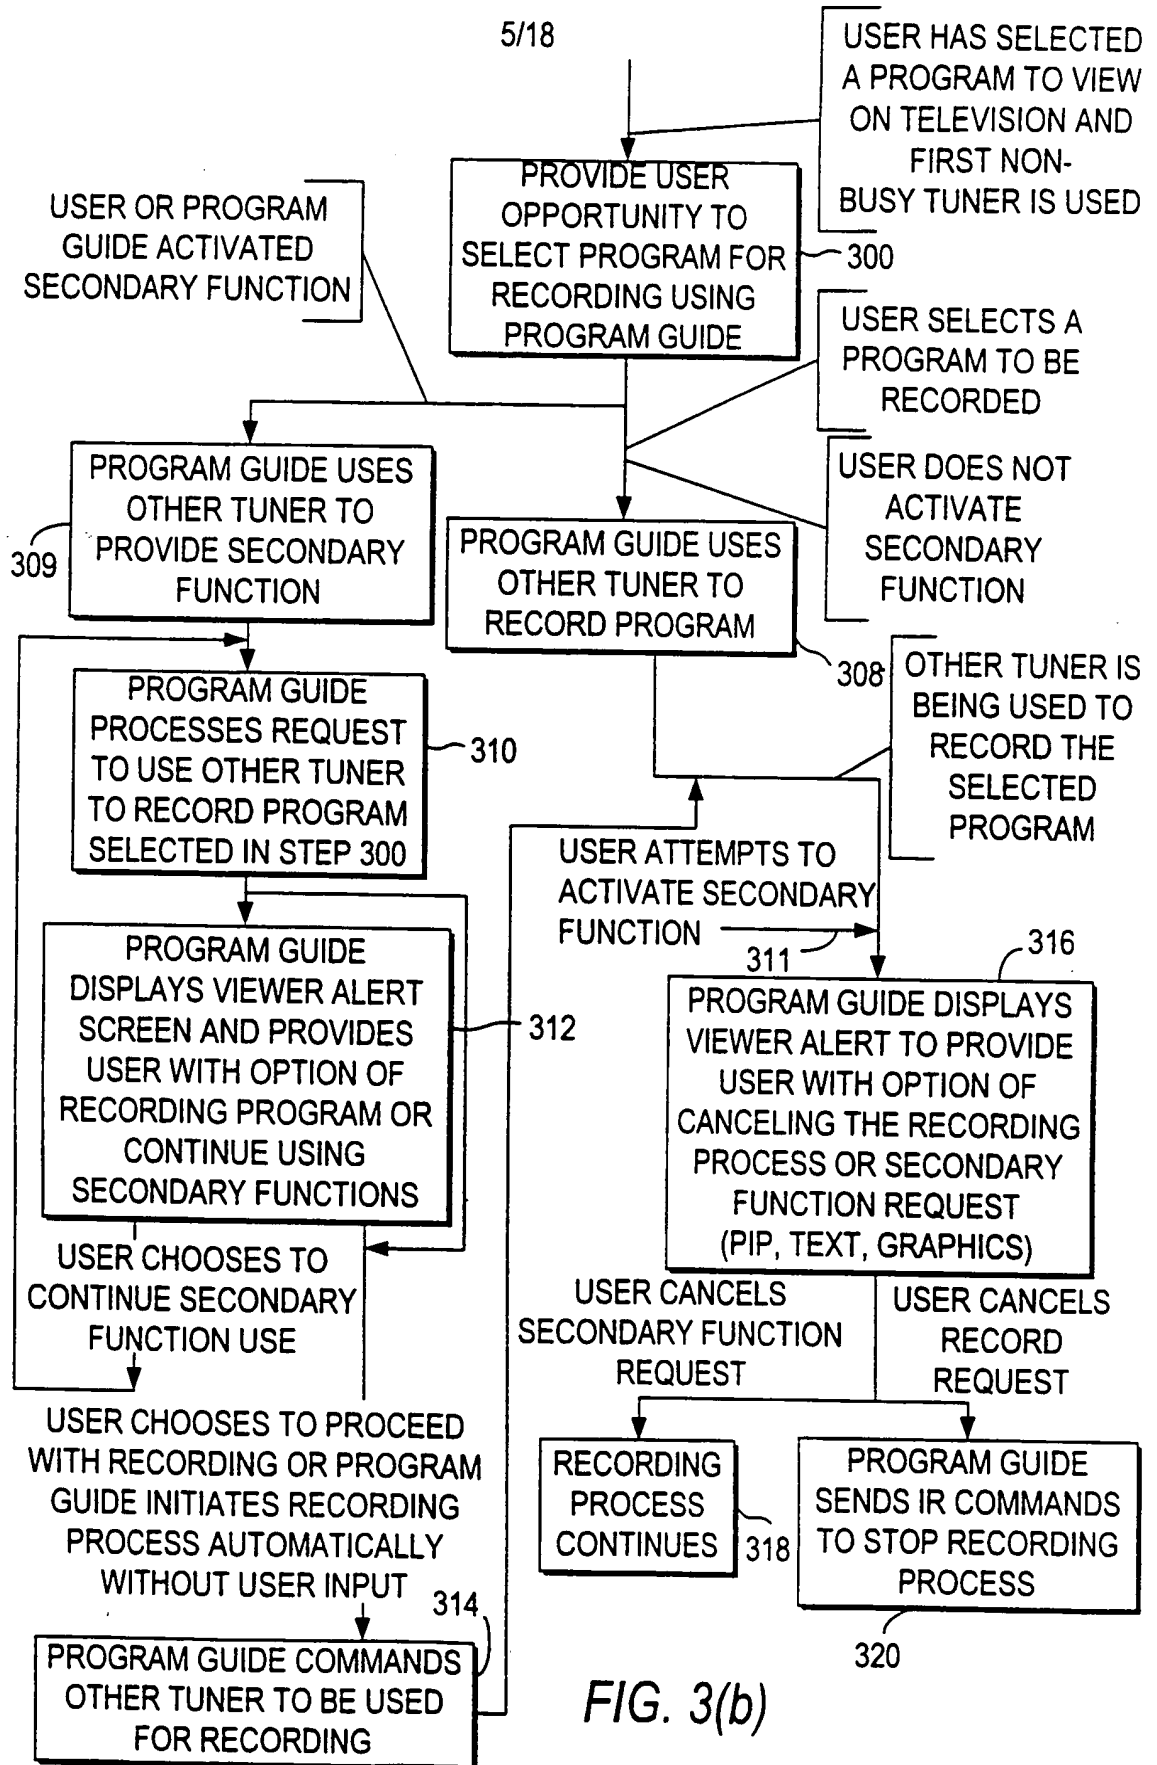 5/18
USER HAS SELECTED
A PROGRAM TO VIEW
ON TELEVISION AND
FIRST NON-
BUSY TUNER IS USED
PROVIDE USER
OPPORTUNITY TO
SELECT PROGRAM FOR
RECORDING USING
PROGRAM GUIDE
300
USER OR PROGRAM
GUIDE ACTIVATED
SECONDARY FUNCTION
USER SELECTS A
PROGRAM TO BE
RECORDED
USER DOES NOT
ACTIVATE
SECONDARY
FUNCTION
PROGRAM GUIDE USES
OTHER TUNER TO
PROVIDE SECONDARY
FUNCTION
309
PROGRAM GUIDE USES
OTHER TUNER TO
RECORD PROGRAM
308
OTHER TUNER IS
BEING USED TO
RECORD THE
SELECTED
PROGRAM
PROGRAM GUIDE
PROCESSES REQUEST
TO USE OTHER TUNER
TO RECORD PROGRAM
SELECTED IN STEP 300
310
USER ATTEMPTS TO
ACTIVATE SECONDARY
FUNCTION
311
PROGRAM GUIDE
DISPLAYS VIEWER ALERT
SCREEN AND PROVIDES
USER WITH OPTION OF
RECORDING PROGRAM OR
CONTINUE USING
SECONDARY FUNCTIONS
312
316
PROGRAM GUIDE DISPLAYS
VIEWER ALERT TO PROVIDE
USER WITH OPTION OF
CANCELING THE RECORDING
PROCESS OR SECONDARY
FUNCTION REQUEST
(PIP, TEXT, GRAPHICS)
USER CHOOSES TO
CONTINUE SECONDARY
FUNCTION USE
USER CANCELS
SECONDARY FUNCTION
REQUEST
USER CANCELS
RECORD
REQUEST
USER CHOOSES TO PROCEED
WITH RECORDING OR PROGRAM
GUIDE INITIATES RECORDING
PROCESS AUTOMATICALLY
WITHOUT USER INPUT
RECORDING
PROCESS
CONTINUES
318
PROGRAM GUIDE
SENDS IR COMMANDS
TO STOP RECORDING
PROCESS
320
314
PROGRAM GUIDE COMMANDS
OTHER TUNER TO BE USED
FOR RECORDING
FIG. 3(b)